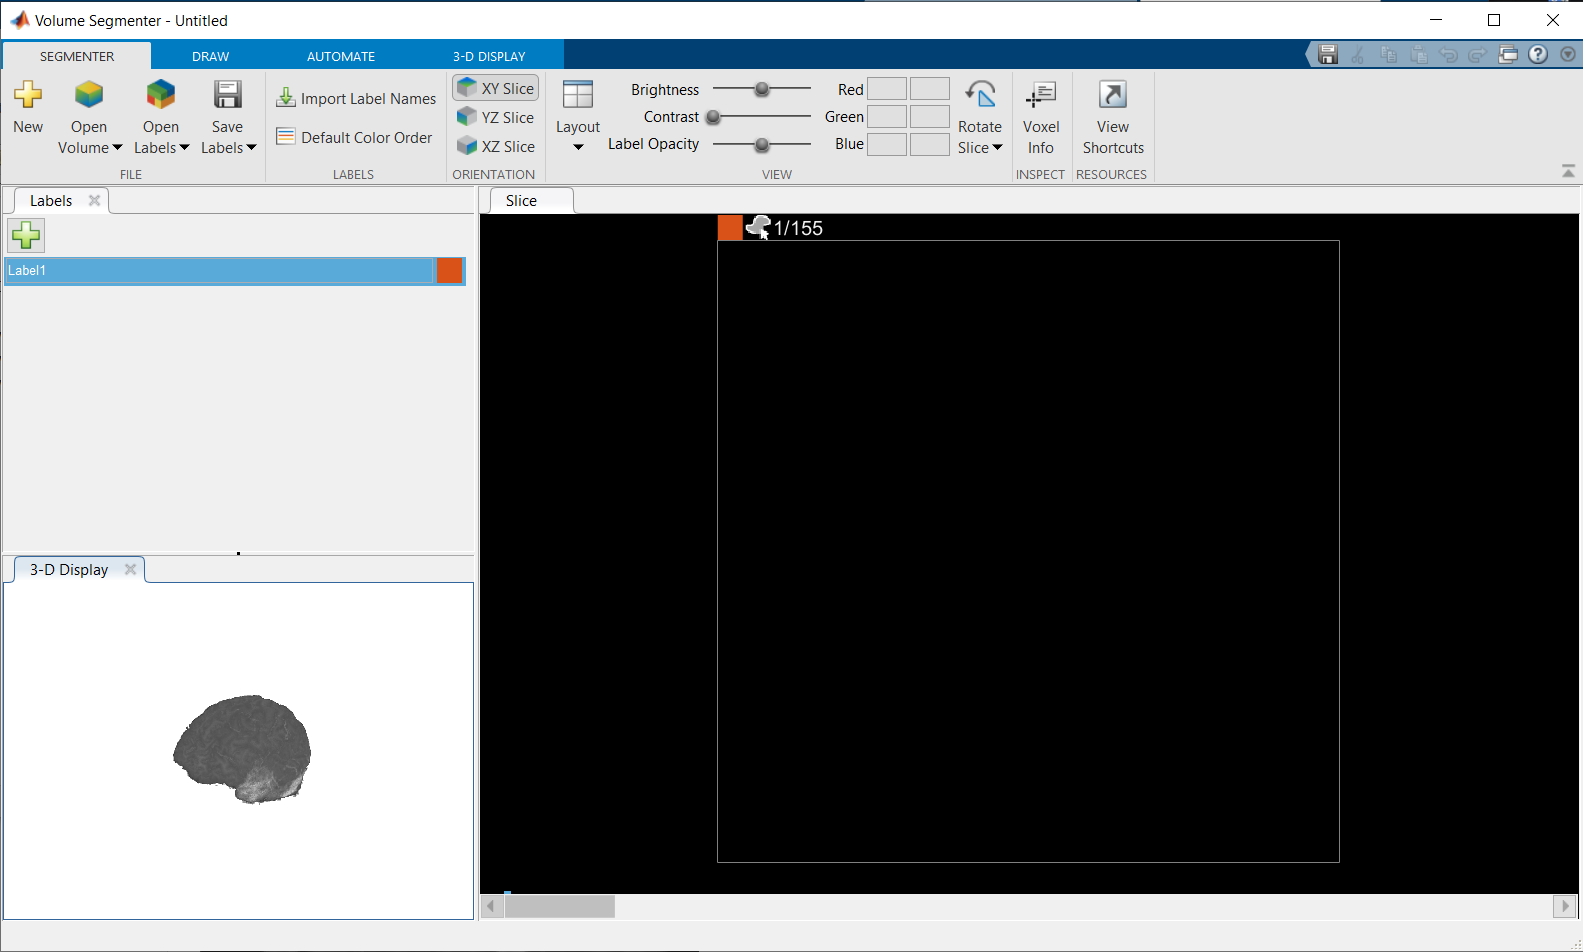 Volume Segmenter - Untitled
SEGMENTER DRAW AUTOMATE 3-D DISPLAY
New
Open Volume
Open Labels
Save Labels
Import Label Names
Default Color Order
XY Slice
YZ Slice
XZ Slice
Layout
Brightness
Contrast
Label Opacity
Red
Green
Blue
Rotate Slice
Voxel Info
View Shortcuts
FILE LABELS ORIENTATION VIEW INSPECT RESOURCES
Labels
Label1
3-D Display
Slice
1/155